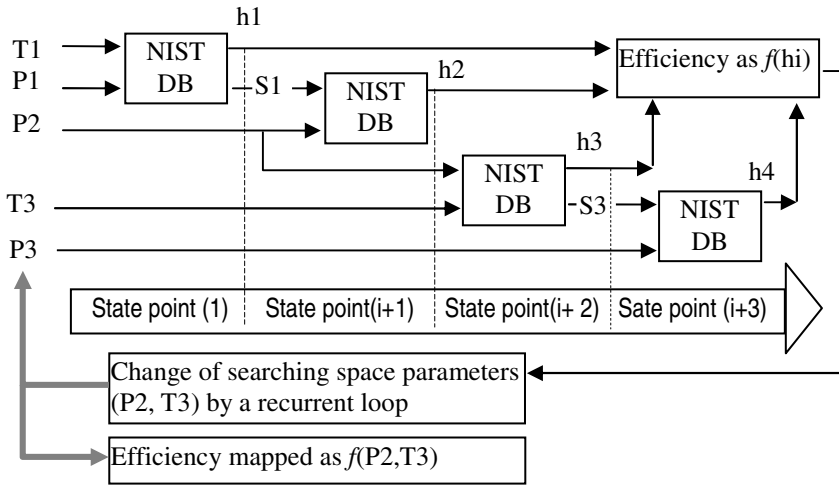 h1
T1
NIST
DB
Efficiency as f(hi)
P1
S1
h2
NIST
DB
P2
h3
NIST
DB
h4
T3
S3
NIST
DB
P3
State point (1)
State point(i+1)
State point(i+ 2)
Sate point (i+3)
Change of searching space parameters
(P2, T3) by a recurrent loop
Efficiency mapped as f(P2,T3)